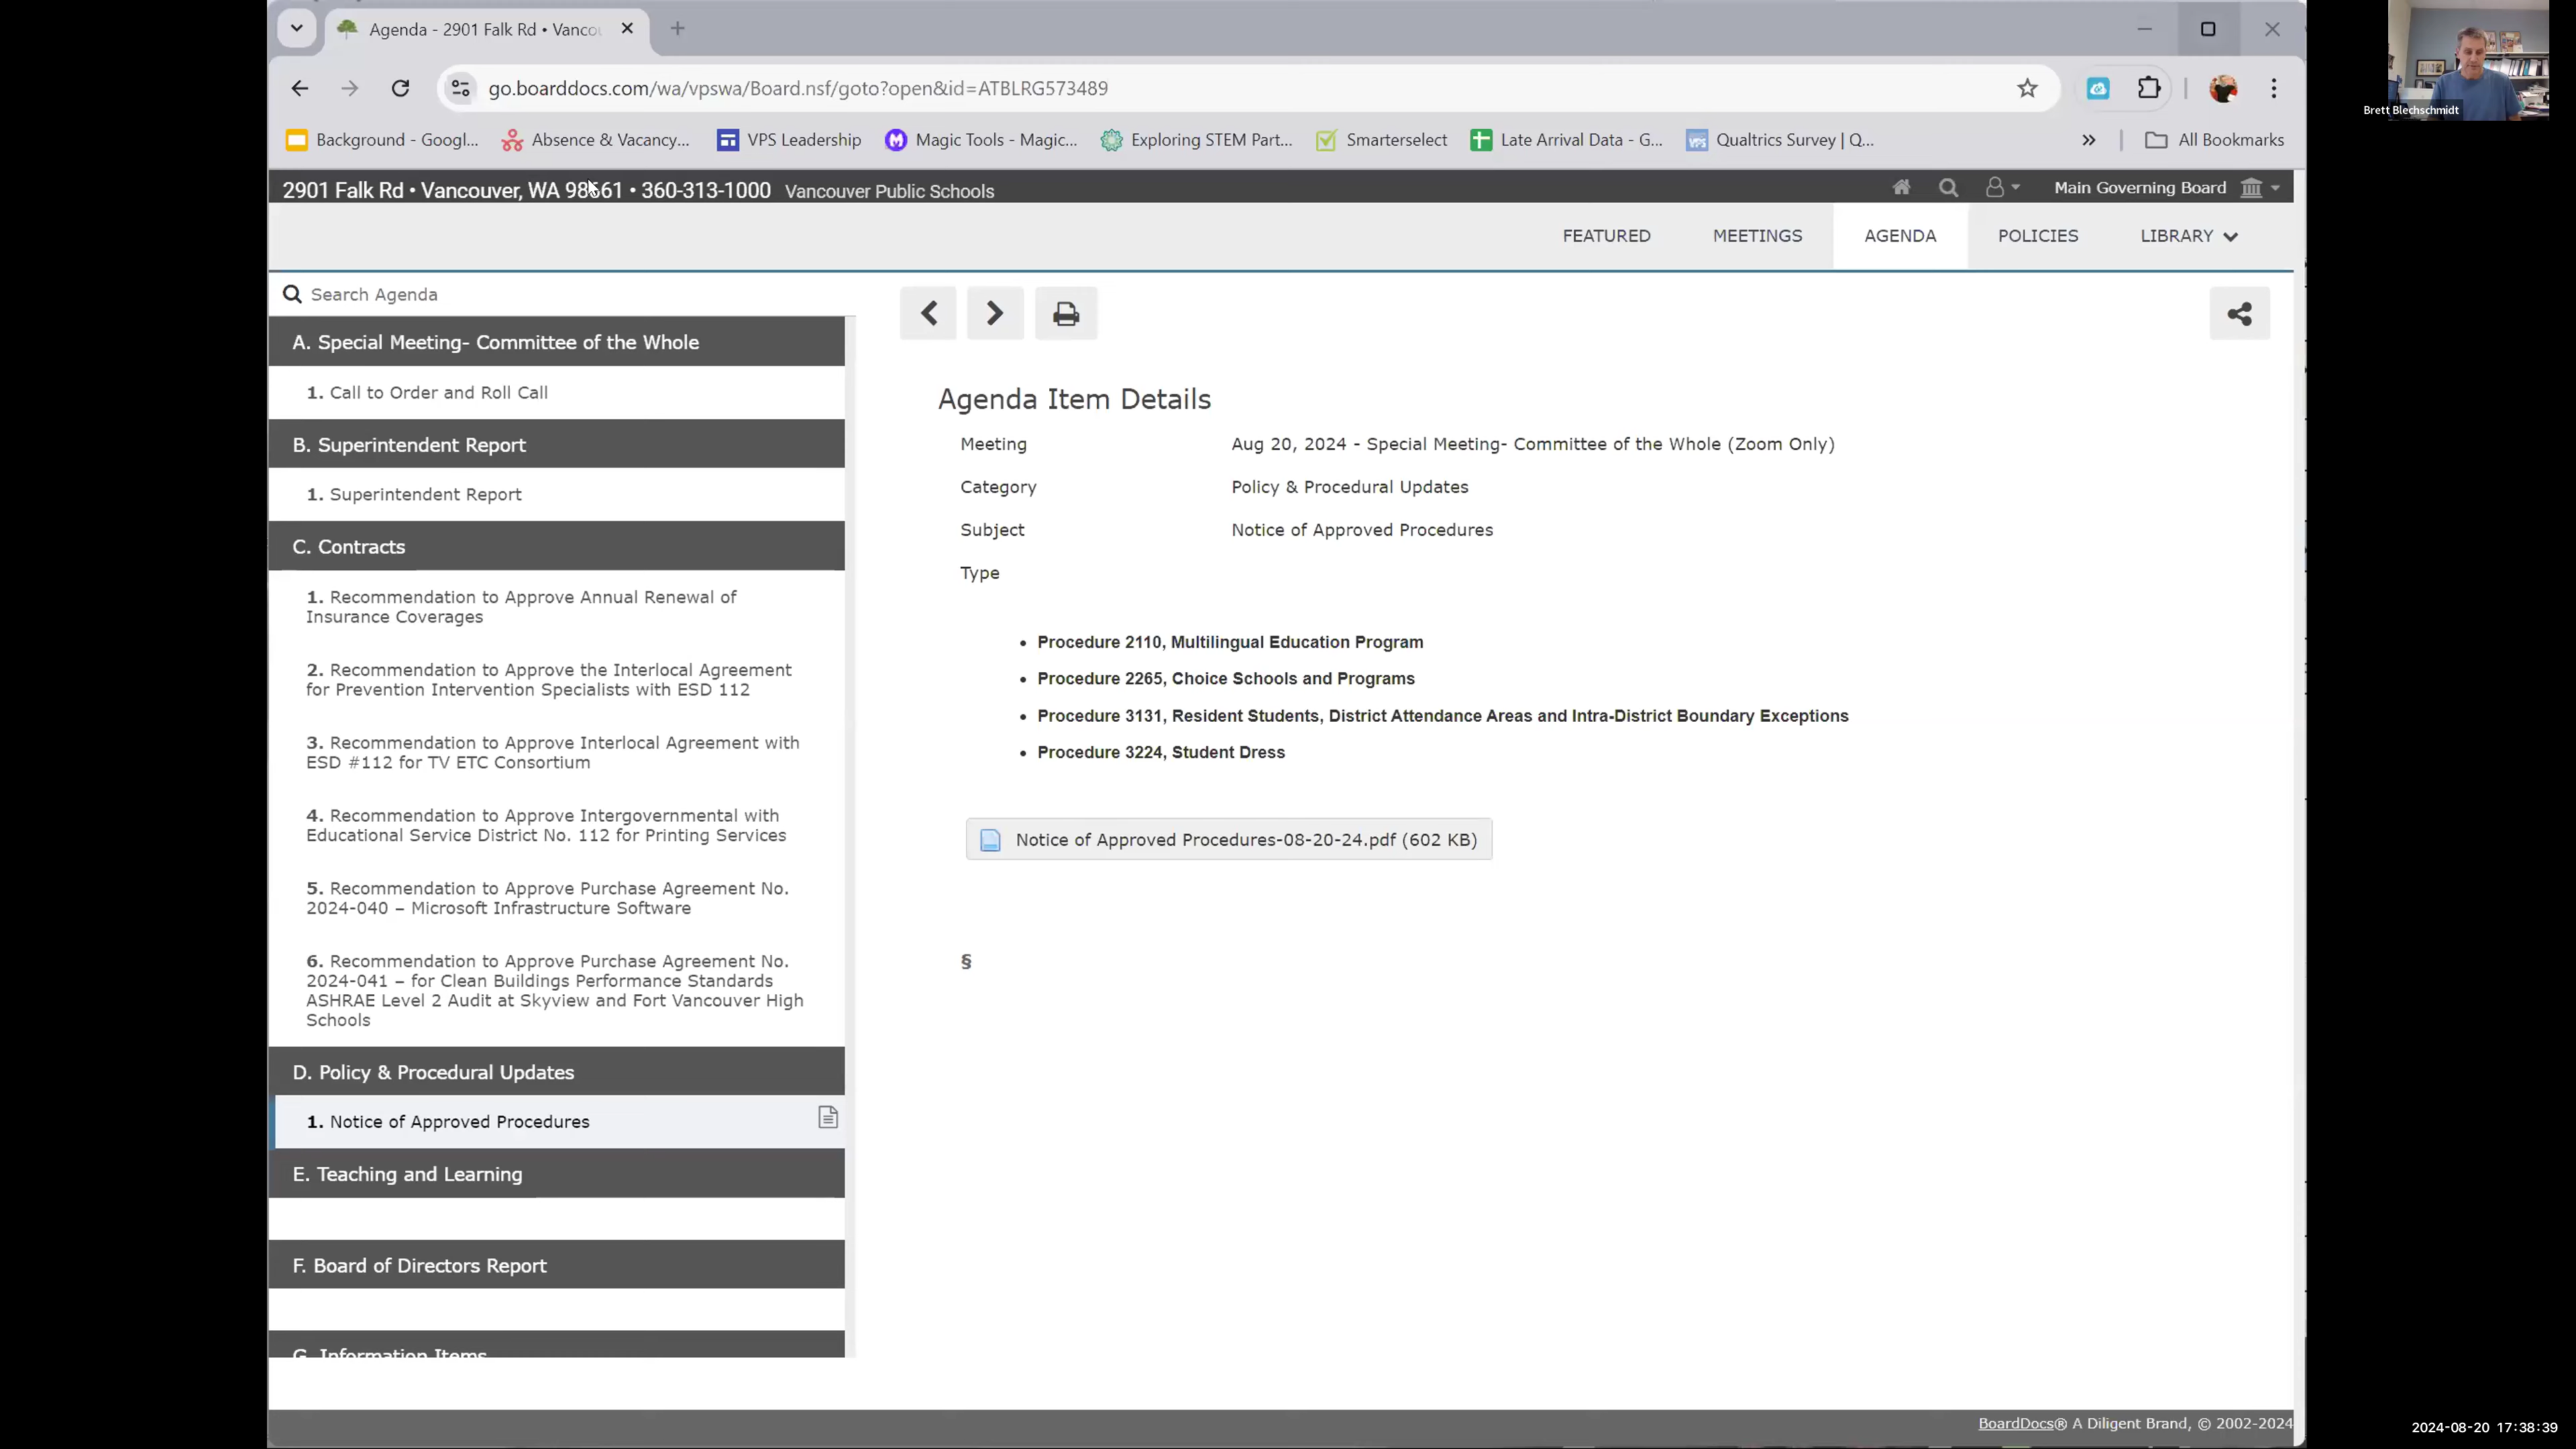 Agenda - 2901 Falk Rd • Vanco
go.boarddocs.com/wa/vpswa/Board.nsf/goto?open&id=ATBLRG573489
Background - Googl... Absence & Vacancy... VPS Leadership Magic Tools - Magic... Exploring STEM Part... Smarterselect Late Arrival Data - G... Qualtrics Survey | Q... » All Bookmarks
2901 Falk Rd • Vancouver, WA 98661 • 360-313-1000 Vancouver Public Schools Main Governing Board
FEATURED MEETINGS AGENDA POLICIES LIBRARY
Search Agenda
A. Special Meeting- Committee of the Whole
1. Call to Order and Roll Call
B. Superintendent Report
1. Superintendent Report
C. Contracts
1. Recommendation to Approve Annual Renewal of
Insurance Coverages
2. Recommendation to Approve the Interlocal Agreement
for Prevention Intervention Specialists with ESD 112
3. Recommendation to Approve Interlocal Agreement with
ESD #112 for TV ETC Consortium
4. Recommendation to Approve Intergovernmental with
Educational Service District No. 112 for Printing Services
5. Recommendation to Approve Purchase Agreement No.
2024-040 – Microsoft Infrastructure Software
6. Recommendation to Approve Purchase Agreement No.
2024-041 – for Clean Buildings Performance Standards
ASHRAE Level 2 Audit at Skyview and Fort Vancouver High
Schools
D. Policy & Procedural Updates
1. Notice of Approved Procedures
E. Teaching and Learning
F. Board of Directors Report
G. Information Items
Agenda Item Details
Meeting Aug 20, 2024 - Special Meeting- Committee of the Whole (Zoom Only)
Category Policy & Procedural Updates
Subject Notice of Approved Procedures
Type
• Procedure 2110, Multilingual Education Program
• Procedure 2265, Choice Schools and Programs
• Procedure 3131, Resident Students, District Attendance Areas and Intra-District Boundary Exceptions
• Procedure 3224, Student Dress
Notice of Approved Procedures-08-20-24.pdf (602 KB)
§
BoardDocs® A Diligent Brand, © 2002-2024
Brett Blechschmidt
2024-08-20 17:38:39